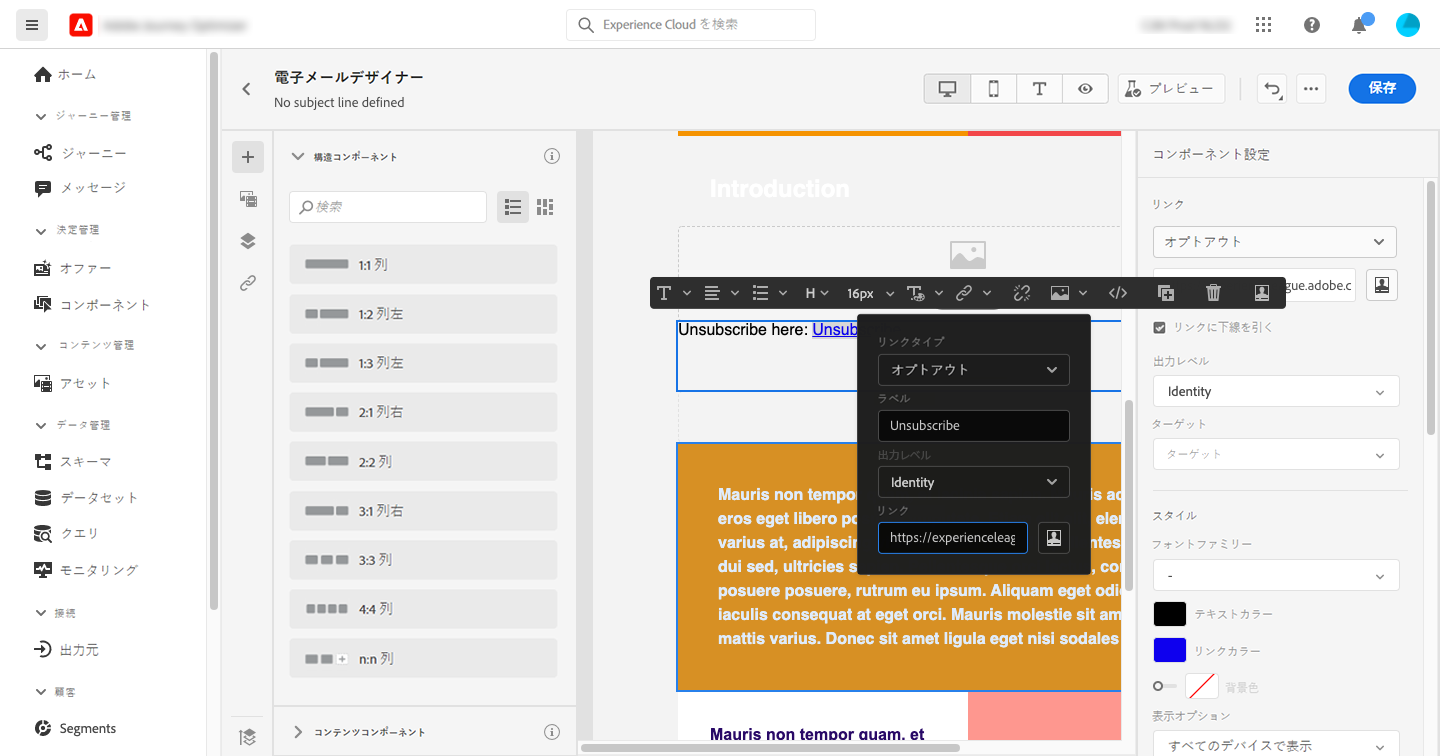 Experience Cloud を検索
ホーム
ジャーニー管理
ジャーニー
メッセージ
決定管理
オファー
コンポーネント
コンテンツ管理
アセット
データ管理
スキーマ
データセット
クエリ
モニタリング
接続
出力元
顧客
Segments
電子メールデザイナー
No subject line defined
プレビュー
保存
構造コンポーネント
検索
1:1 列
1:2 列左
1:3 列左
2:1 列右
2:2 列
3:1 列右
3:3 列
4:4 列
n:n 列
コンテンツコンポーネント
Introduction
H
16px
Unsubscribe here: Unsub
リンクタイプ
オプトアウト
ラベル
Unsubscribe
出力レベル
Identity
リンク
https://experienceleag
Mauris non tempor
eros eget libero
varius at,
dui sed, ultricies
posuere posuere, rutrum eu ipsum. Aliquam eget odi
iaculis consequat at eget orci. Mauris molestie sit am
mattis varius. Donec sit amet ligula eget nisi sodales
Mauris non tempor quam, et
コンポーネント設定
リンク
オプトアウト
gue.adobe.c
リンクに下線を引く
出力レベル
Identity
ターゲット
ターゲット
スタイル
フォントファミリー
-
テキストカラー
リンクカラー
背景色
表示オプション
すべてのデバイスで表示